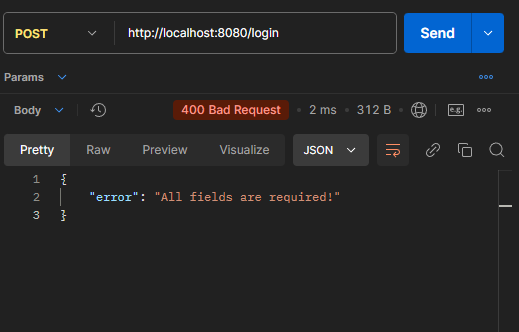 POST http://localhost:8080/login Send
Params
Body 400 Bad Request • 2 ms • 312 B • e.g.
Pretty Raw Preview Visualize JSON
1 {
2 "error": "All fields are required!"
3 }